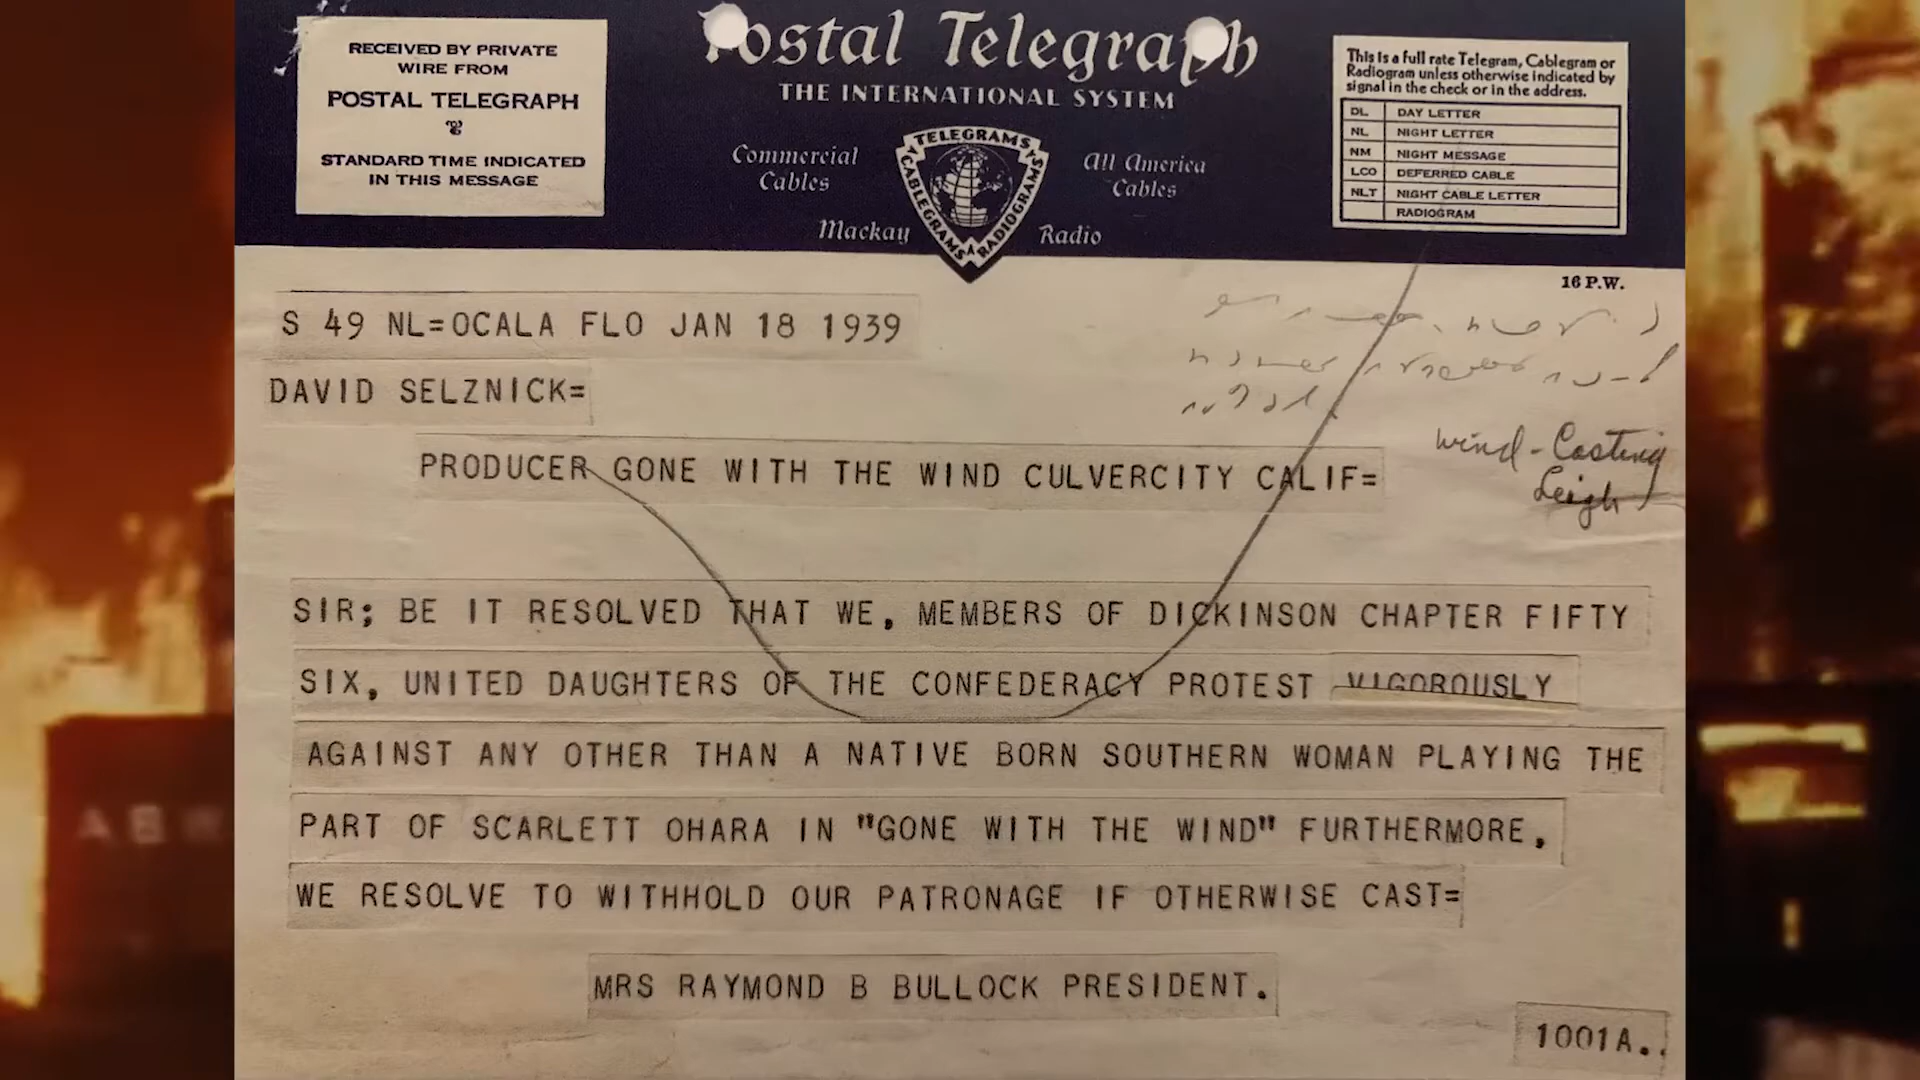 RECEIVED BY PRIVATE
WIRE FROM
POSTAL TELEGRAPH
STANDARD TIME INDICATED
IN THIS MESSAGE
Postal Telegraph
THE INTERNATIONAL SYSTEM
Commercial
Cables
All America
Cables
Mackay
Radio
TELEGRAMS
CABLEGRAMS
RADIOGRAMS
This is a full rate Telegram, Cablegram or
Radiogram unless otherwise indicated by
signal in the check or in the address.
DL DAY LETTER
NL NIGHT LETTER
NM NIGHT MESSAGE
LCO DEFERRED CABLE
NLT NIGHT CABLE LETTER
RADIOGRAM
16 P.W.
S 49 NL=OCALA FLO JAN 18 1939
DAVID SELZNICK=
PRODUCER GONE WITH THE WIND CULVERCITY CALIF=
wind-Casting
Leigh
SIR; BE IT RESOLVED THAT WE, MEMBERS OF DICKINSON CHAPTER FIFTY
SIX, UNITED DAUGHTERS OF THE CONFEDERACY PROTEST VIGOROUSLY
AGAINST ANY OTHER THAN A NATIVE BORN SOUTHERN WOMAN PLAYING THE
PART OF SCARLETT OHARA IN "GONE WITH THE WIND" FURTHERMORE,
WE RESOLVE TO WITHHOLD OUR PATRONAGE IF OTHERWISE CAST=
MRS RAYMOND B BULLOCK PRESIDENT.
1001A..